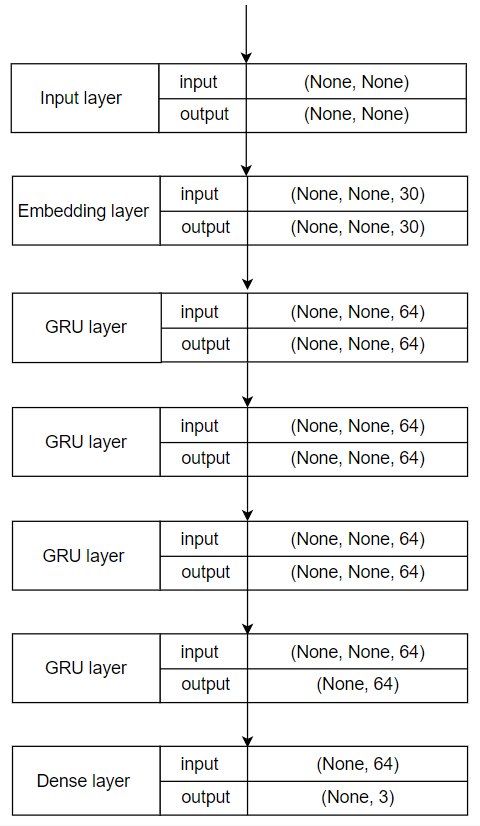 Input layer
input (None, None)
output (None, None)
Embedding layer
input (None, None, 30)
output (None, None, 30)
GRU layer
input (None, None, 64)
output (None, None, 64)
GRU layer
input (None, None, 64)
output (None, None, 64)
GRU layer
input (None, None, 64)
output (None, None, 64)
GRU layer
input (None, None, 64)
output (None, 64)
Dense layer
input (None, 64)
output (None, 3)